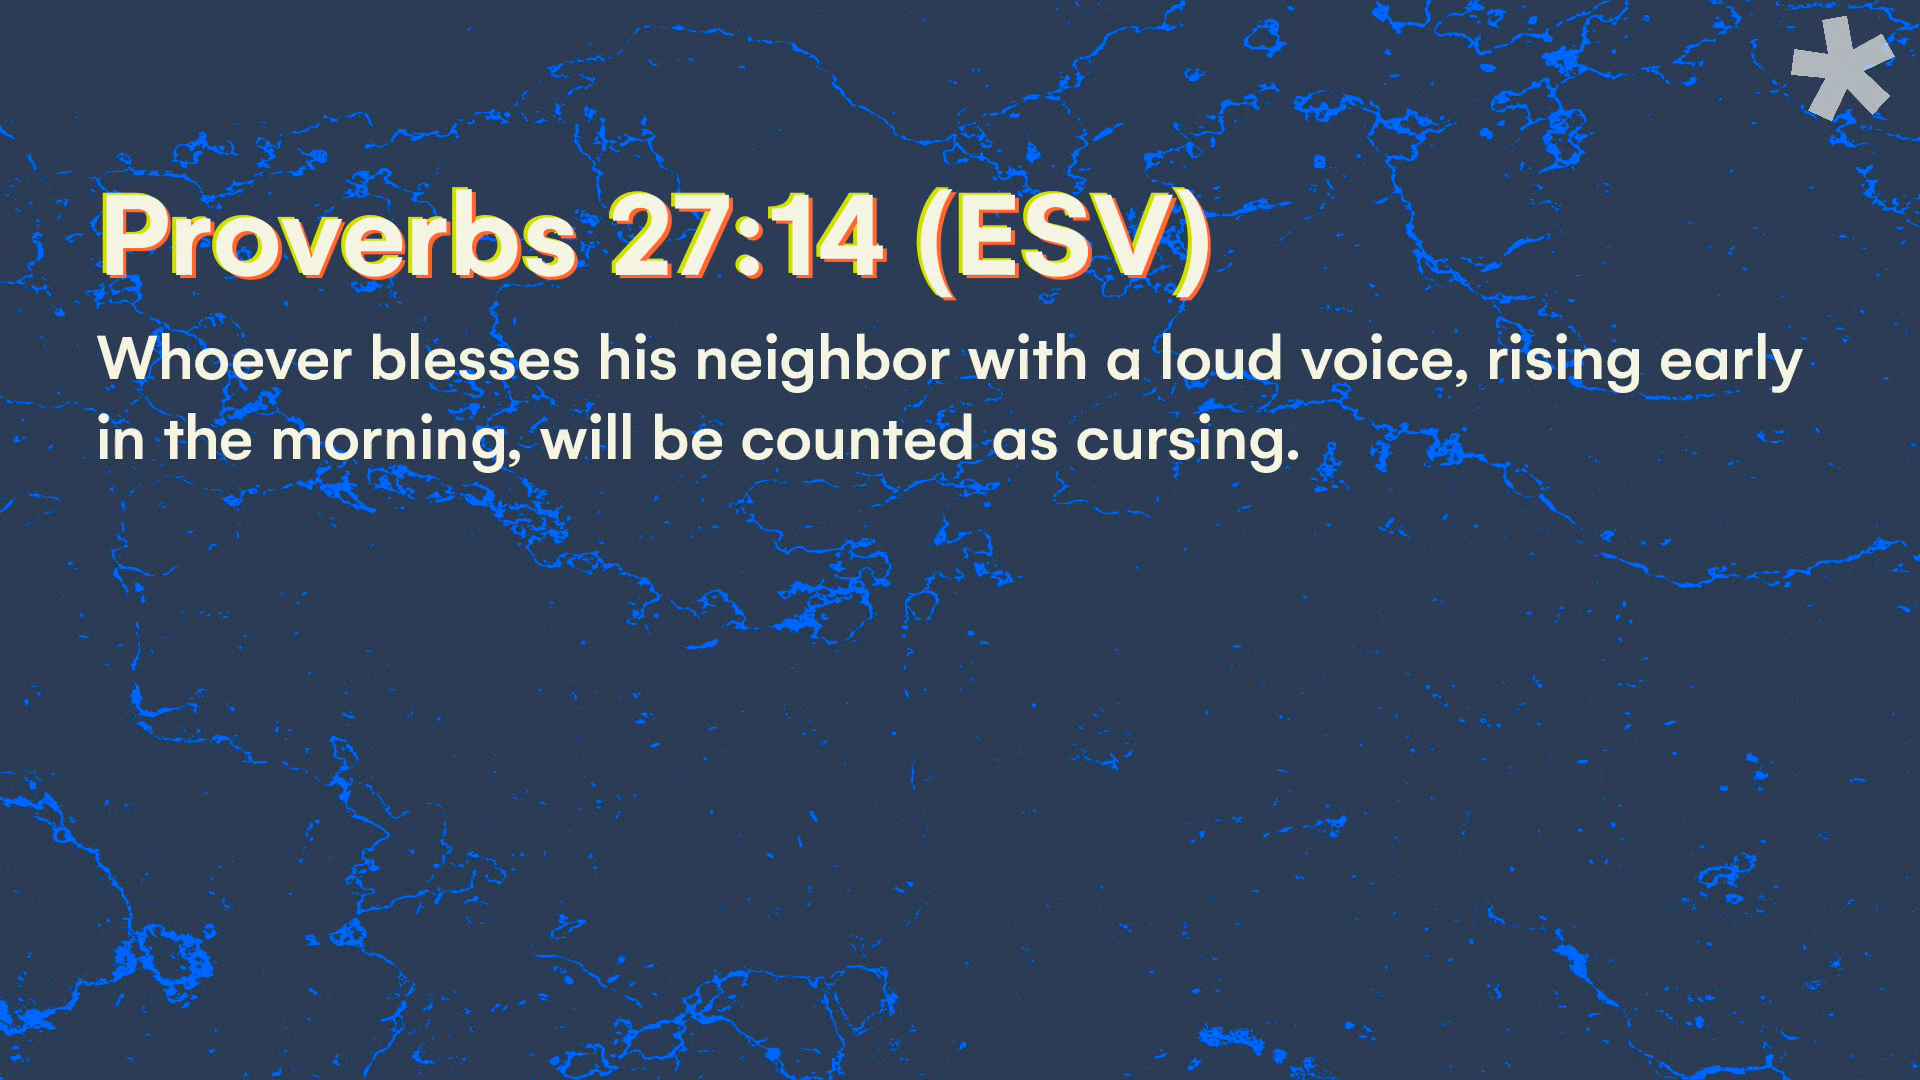 Proverbs 27:14 (ESV)
Whoever blesses his neighbor with a loud voice, rising early
in the morning, will be counted as cursing.